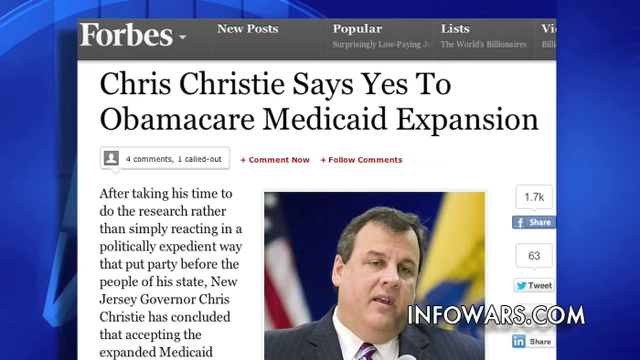 Forbes
New Posts
Popular
Lists
Surprisingly Low-Paying
The World's Billionaires
Chris Christie Says Yes To
Obamacare Medicaid Expansion
4 comments, 1 called-out
+ Comment Now
+ Follow Comments
After taking his time to
do the research rather
than simply reacting in a
politically expedient way
that put party before the
people of his state, New
Jersey Governor Chris
Christie has concluded
that accepting the
expanded Medicaid
1.7k
Share
63
Tweet
Share
INFOWARS.COM